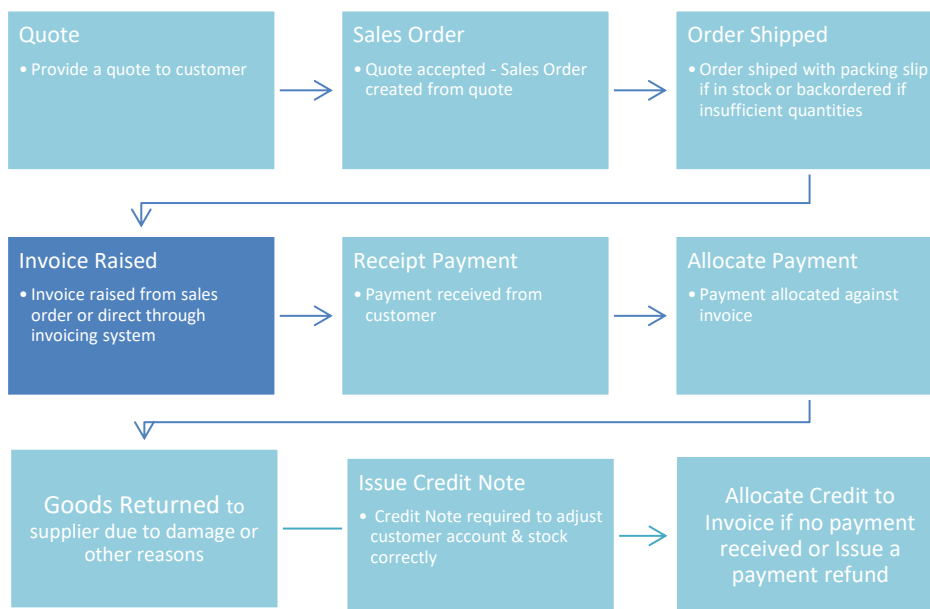 Quote
• Provide a quote to customer
Sales Order
• Quote accepted - Sales Order
created from quote
Order Shipped
• Order shiped with packing slip
if in stock or backordered if
insufficient quantities
Invoice Raised
• Invoice raised from sales
order or direct through
invoicing system
Receipt Payment
• Payment received from
customer
Allocate Payment
• Payment allocated against
invoice
Goods Returned to
supplier due to damage or
other reasons
Issue Credit Note
• Credit Note required to adjust
customer account & stock
correctly
Allocate Credit to
Invoice if no payment
received or Issue a
payment refund